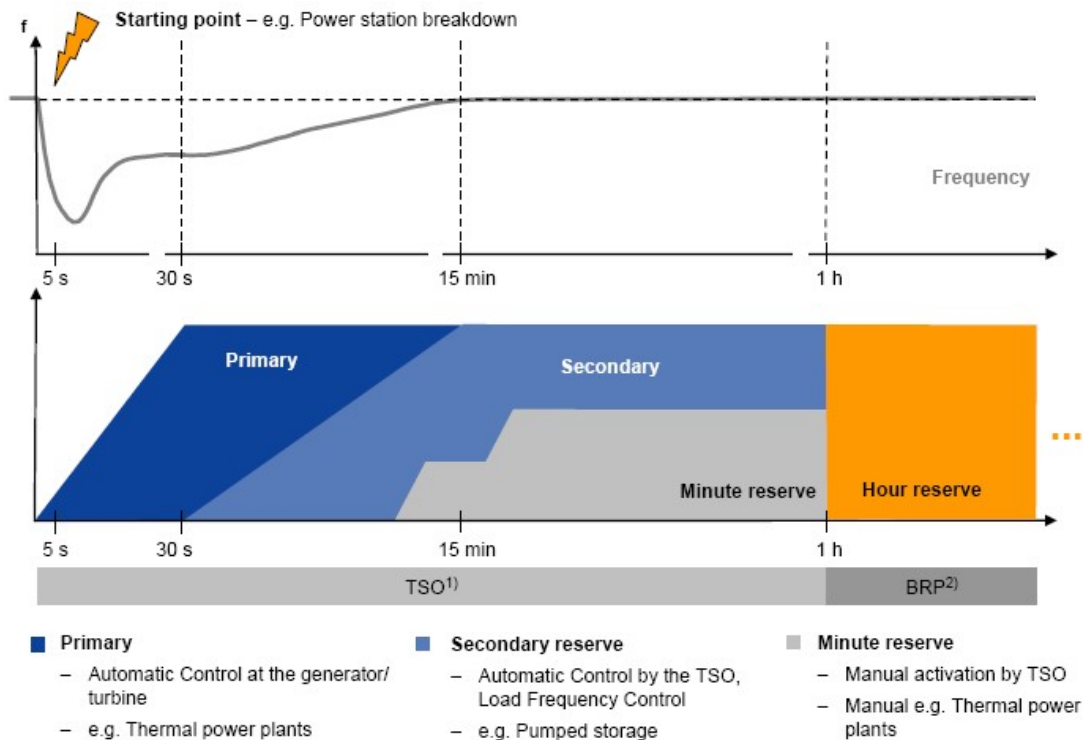 Starting point – e.g. Power station breakdown
f
Frequency
5 s 30 s 15 min 1 h
Primary
Secondary
...
Minute reserve Hour reserve
5 s 30 s 15 min 1 h
TSO1) BRP2)
Primary
– Automatic Control at the generator/
turbine
– e.g. Thermal power plants
Secondary reserve
– Automatic Control by the TSO,
Load Frequency Control
– e.g. Pumped storage
Minute reserve
– Manual activation by TSO
– Manual e.g. Thermal power
plants